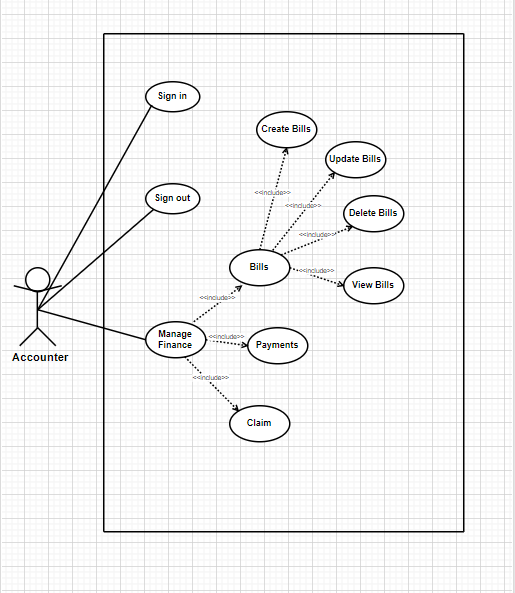 Sign in
Create Bills
Update Bills
<<include>>
Sign out
<<include>>
Delete Bills
<<include>>
Bills
<<include>>
View Bills
<<include>>
Manage
Finance
<<include>>
Payments
Accounter
<<include>>
Claim